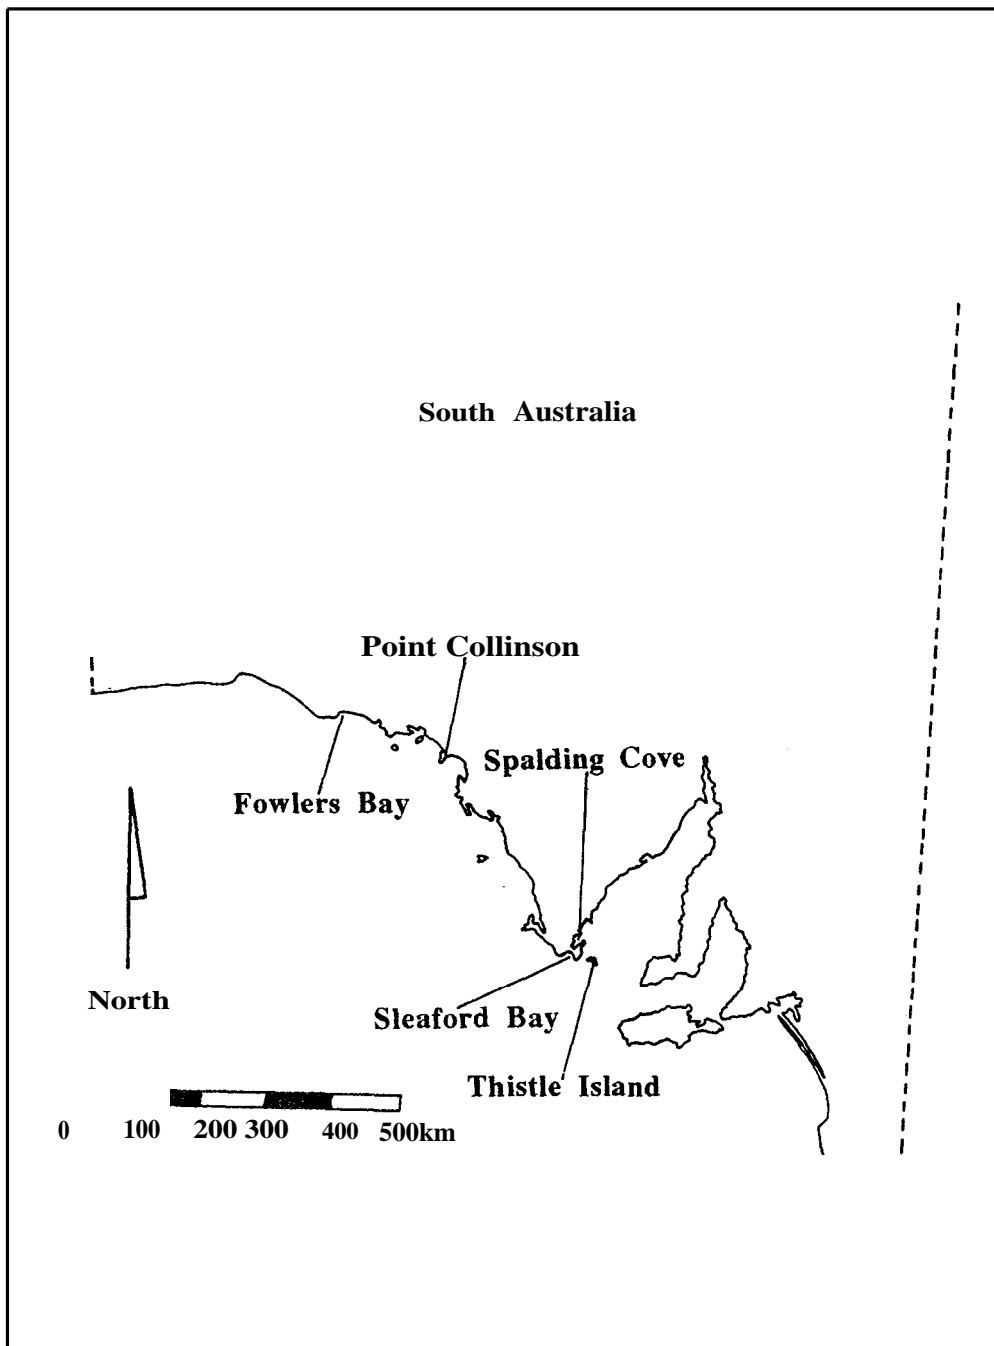 South Australia
Point Collinson
Spalding Cove
Fowlers Bay
North
Sleaford Bay
Thistle Island
0 100 200 300 400 500km